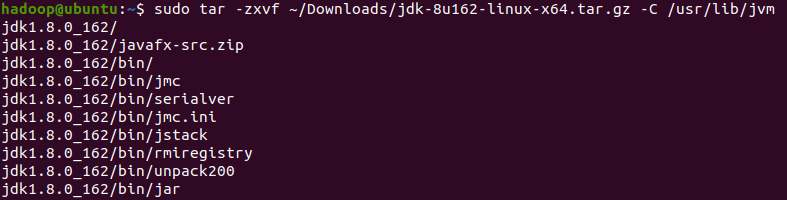 hadoop@ubuntu:~$ sudo tar -zxvf ~/Downloads/jdk-8u162-linux-x64.tar.gz -C /usr/lib/jvm
jdk1.8.0_162/
jdk1.8.0_162/javafx-src.zip
jdk1.8.0_162/bin/
jdk1.8.0_162/bin/jmc
jdk1.8.0_162/bin/serialver
jdk1.8.0_162/bin/jmc.ini
jdk1.8.0_162/bin/jstack
jdk1.8.0_162/bin/rmiregistry
jdk1.8.0_162/bin/unpack200
jdk1.8.0_162/bin/jar